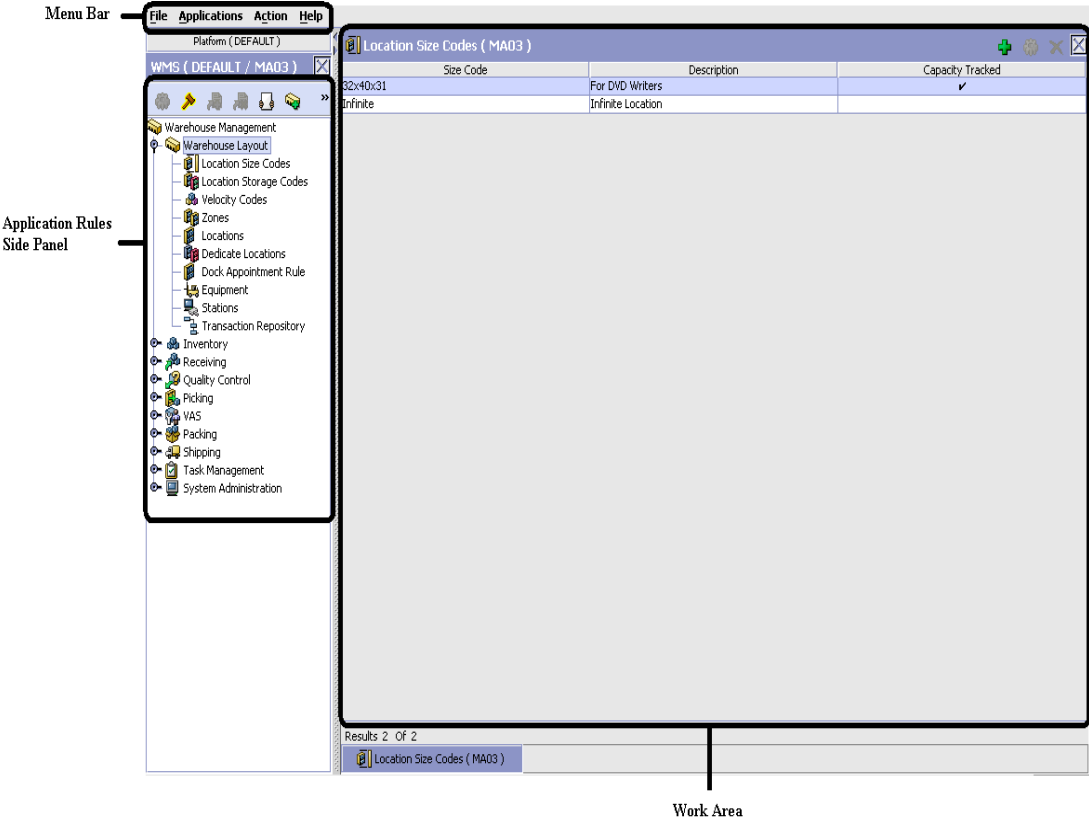 Menu Bar
File Applications Action Help
Platform ( DEFAULT )
WMS ( DEFAULT / MA03 )
»
Application Rules
Side Panel
Warehouse Management
Warehouse Layout
Location Size Codes
Location Storage Codes
Velocity Codes
Zones
Locations
Dedicate Locations
Dock Appointment Rule
Equipment
Stations
Transaction Repository
Inventory
Receiving
Quality Control
Picking
VAS
Packing
Shipping
Task Management
System Administration
Location Size Codes ( MA03 )
Size Code Description Capacity Tracked
32x40x31 For DVD Writers ✔
Infinite Infinite Location
Results 2 Of 2
Location Size Codes ( MA03 )
Work Area